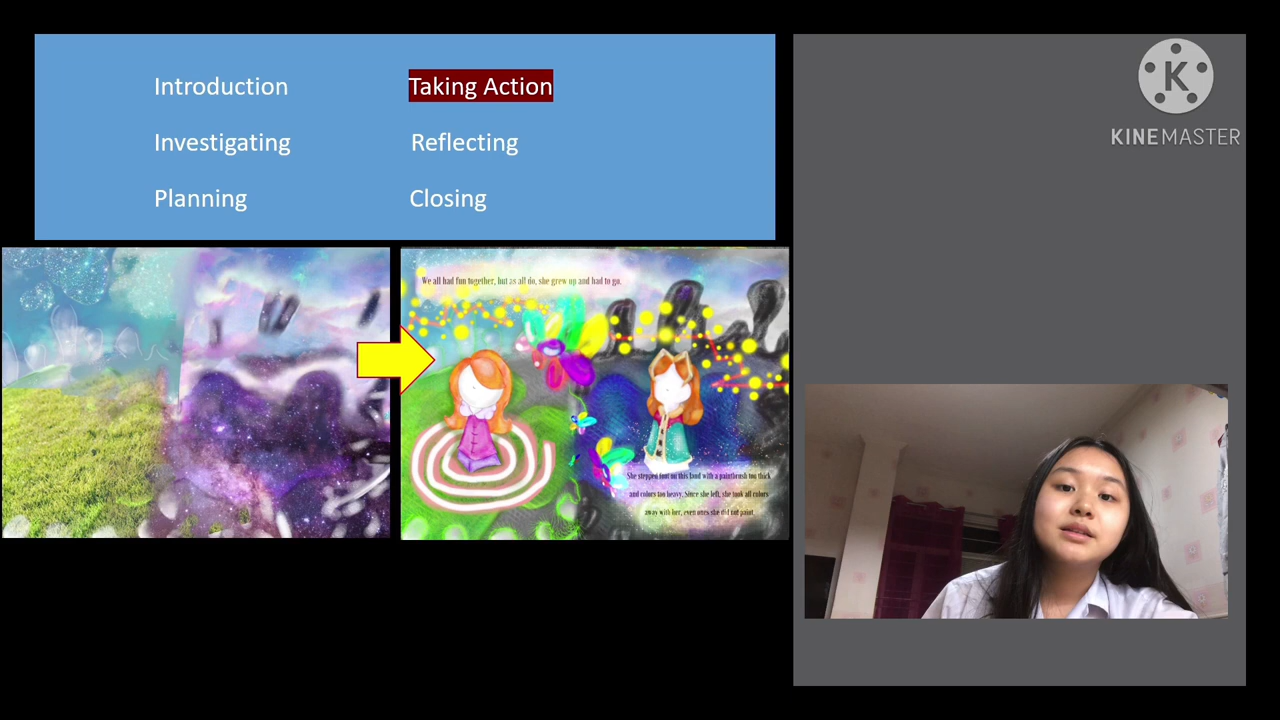 Introduction
Taking Action
Investigating
Reflecting
Planning
Closing
K
KINEMASTER
We all had fun together, but as all do, she grew up and had to go.
She stepped foot on this land with a paintbrush too thick
and colors too heavy. Since she left, she took all colors
away with her, even ones she did not paint.